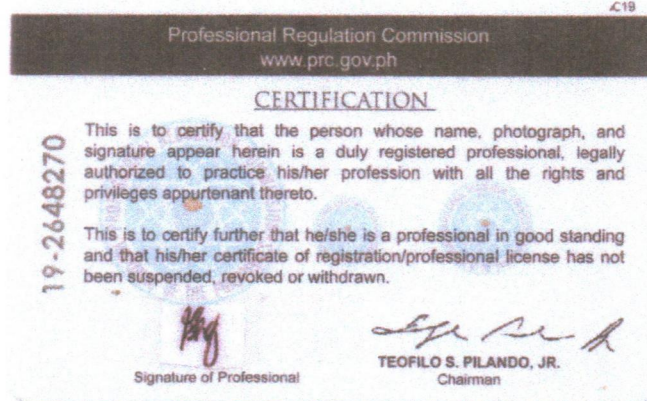 C19
Professional Regulation Commission
www.prc.gov.ph
CERTIFICATION
19-2648270
This is to certify that the person whose name, photograph, and
signature appear herein is a duly registered professional, legally
authorized to practice his/her profession with all the rights and
privileges appurtenant thereto.
This is to certify further that he/she is a professional in good standing
and that his/her certificate of registration/professional license has not
been suspended, revoked or withdrawn.
Signature of Professional
TEOFILO S. PILANDO, JR.
Chairman